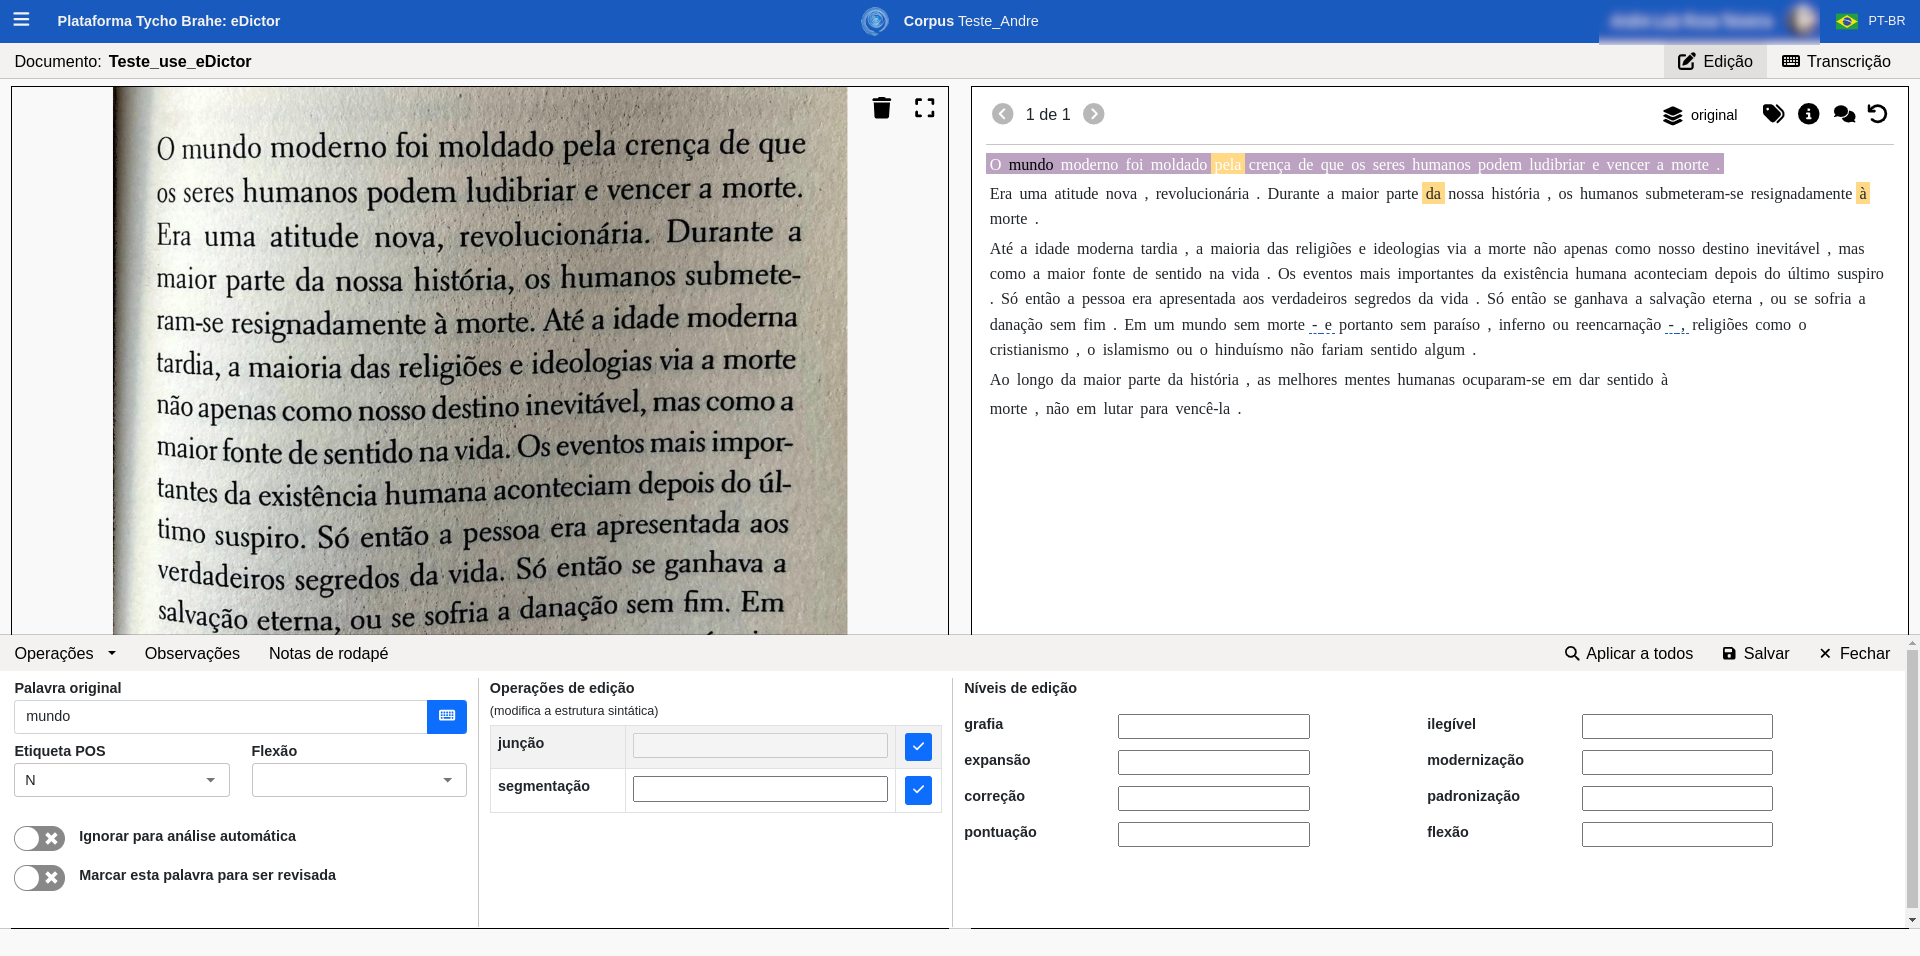 Plataforma Tycho Brahe: eDictor
Corpus Teste_Andre
PT-BR
Documento: Teste_use_eDictor
Edição
Transcrição
O mundo moderno foi moldado pela crença de que
os seres humanos podem ludibriar e vencer a morte.
Era uma atitude nova, revolucionária. Durante a
maior parte da nossa história, os humanos submete-
ram-se resignadamente à morte. Até a idade moderna
tardia, a maioria das religiões e ideologias via a morte
não apenas como nosso destino inevitável, mas como a
maior fonte de sentido na vida. Os eventos mais impor-
tantes da existência humana aconteciam depois do úl-
timo suspiro. Só então a pessoa era apresentada aos
verdadeiros segredos da vida. Só então se ganhava a
salvação eterna, ou se sofria a danação sem fim. Em
1 de 1
original
O mundo moderno foi moldado pela crença de que os seres humanos podem ludibriar e vencer a morte .
Era uma atitude nova , revolucionária . Durante a maior parte da nossa história , os humanos submeteram-se resignadamente à
morte .
Até a idade moderna tardia , a maioria das religiões e ideologias via a morte não apenas como nosso destino inevitável , mas
como a maior fonte de sentido na vida . Os eventos mais importantes da existência humana aconteciam depois do último suspiro
. Só então a pessoa era apresentada aos verdadeiros segredos da vida . Só então se ganhava a salvação eterna , ou se sofria a
danação sem fim . Em um mundo sem morte - e portanto sem paraíso , inferno ou reencarnação - , religiões como o
cristianismo , o islamismo ou o hinduísmo não fariam sentido algum .
Ao longo da maior parte da história , as melhores mentes humanas ocuparam-se em dar sentido à
morte , não em lutar para vencê-la .
Operações
Observações
Notas de rodapé
Aplicar a todos
Salvar
Fechar
Palavra original
mundo
Etiqueta POS
Flexão
N
Ignorar para análise automática
Marcar esta palavra para ser revisada
Operações de edição
(modifica a estrutura sintática)
junção
segmentação
Níveis de edição
grafia
ilegível
expansão
modernização
correção
padronização
pontuação
flexão